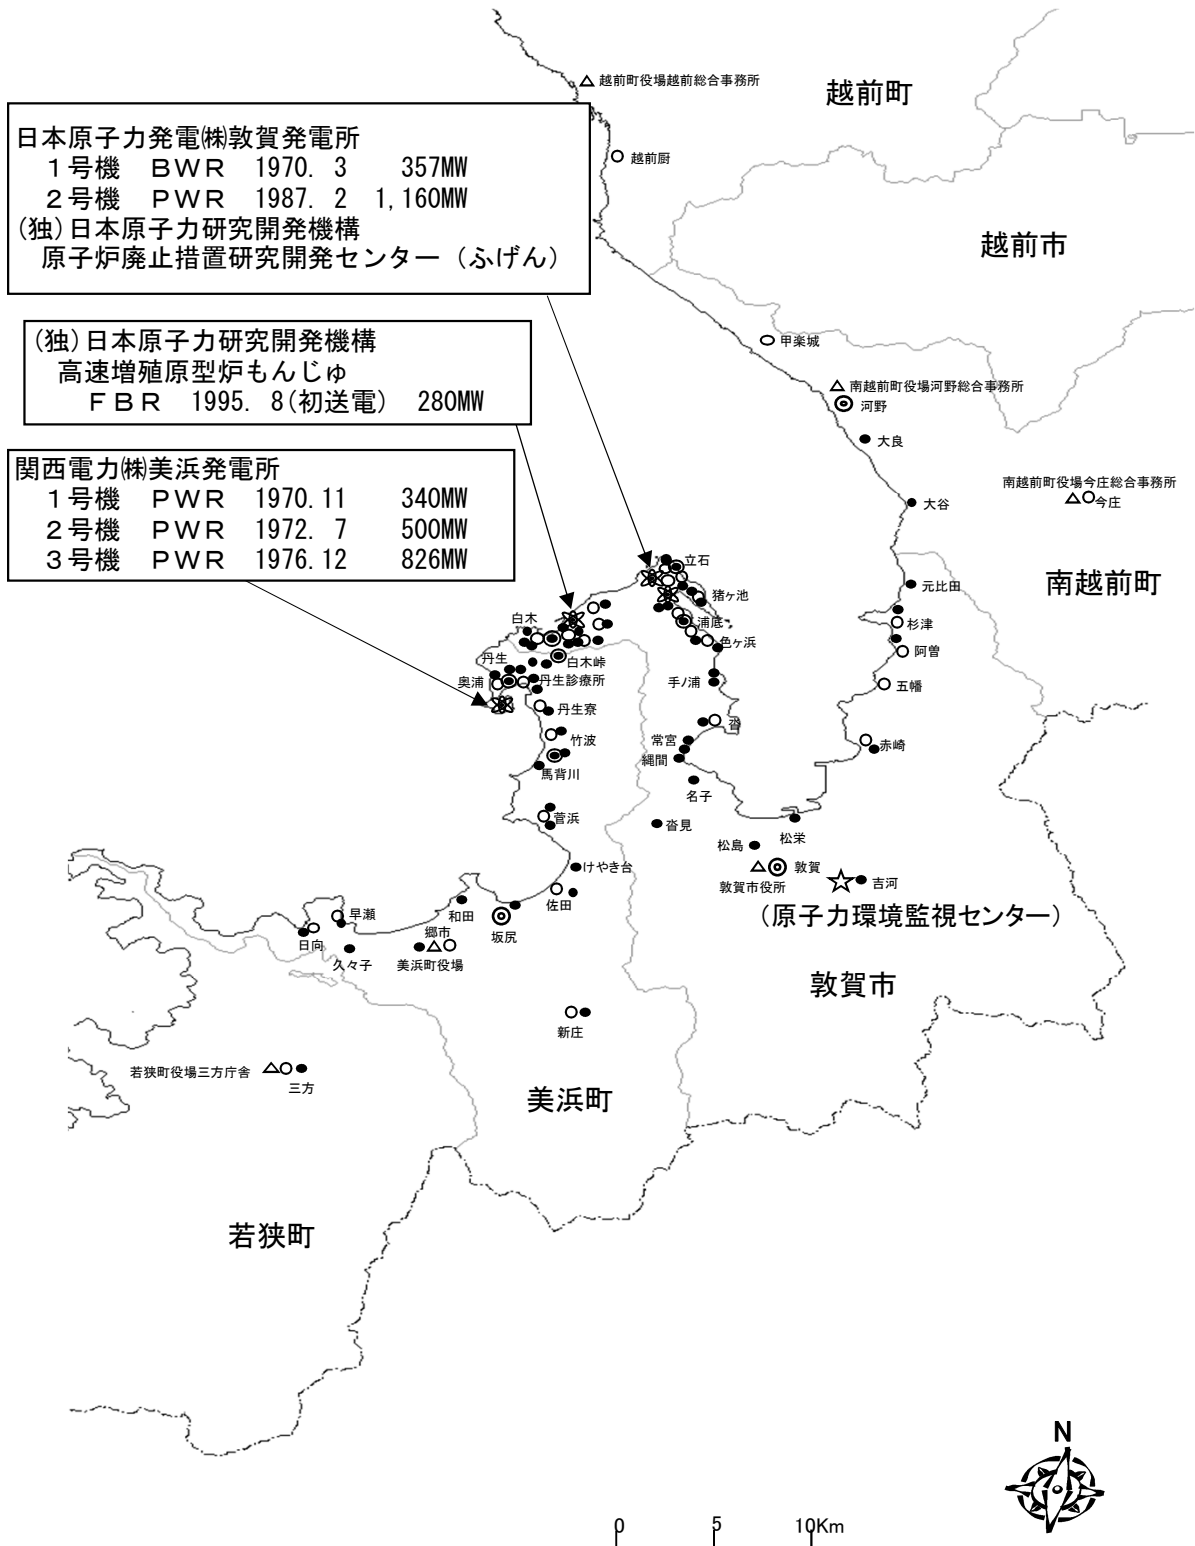 越前町役場越前総合事務所
越前町
日本原子力発電㈱敦賀発電所
1号機 BWR 1970. 3 357MW
2号機 PWR 1987. 2 1,160MW
(独)日本原子力研究開発機構
原子炉廃止措置研究開発センター(ふげん)
越前厨
越前市
(独)日本原子力研究開発機構
高速増殖原型炉もんじゅ
FBR 1995. 8(初送電) 280MW
甲楽城
南越前町役場河野総合事務所
河野
大良
関西電力㈱美浜発電所
1号機 PWR 1970.11 340MW
2号機 PWR 1972. 7 500MW
3号機 PWR 1976.12 826MW
南越前町役場今庄総合事務所
今庄
大谷
立石
南越前町
元比田
猪ヶ池
白木
浦底
杉津
色ヶ浜
阿曽
丹生
白木峠
奥浦
丹生診療所
手ノ浦
五幡
丹生寮
沓
竹波
常宮
赤崎
縄間
馬背川
名子
菅浜
沓見
松栄
松島
けやき台
敦賀
敦賀市役所
吉河
佐田
(原子力環境監視センター)
和田
早瀬
坂尻
郷市
日向
久々子
美浜町役場
敦賀市
新庄
若狭町役場三方庁舎
三方
美浜町
若狭町
N
0 5 10Km